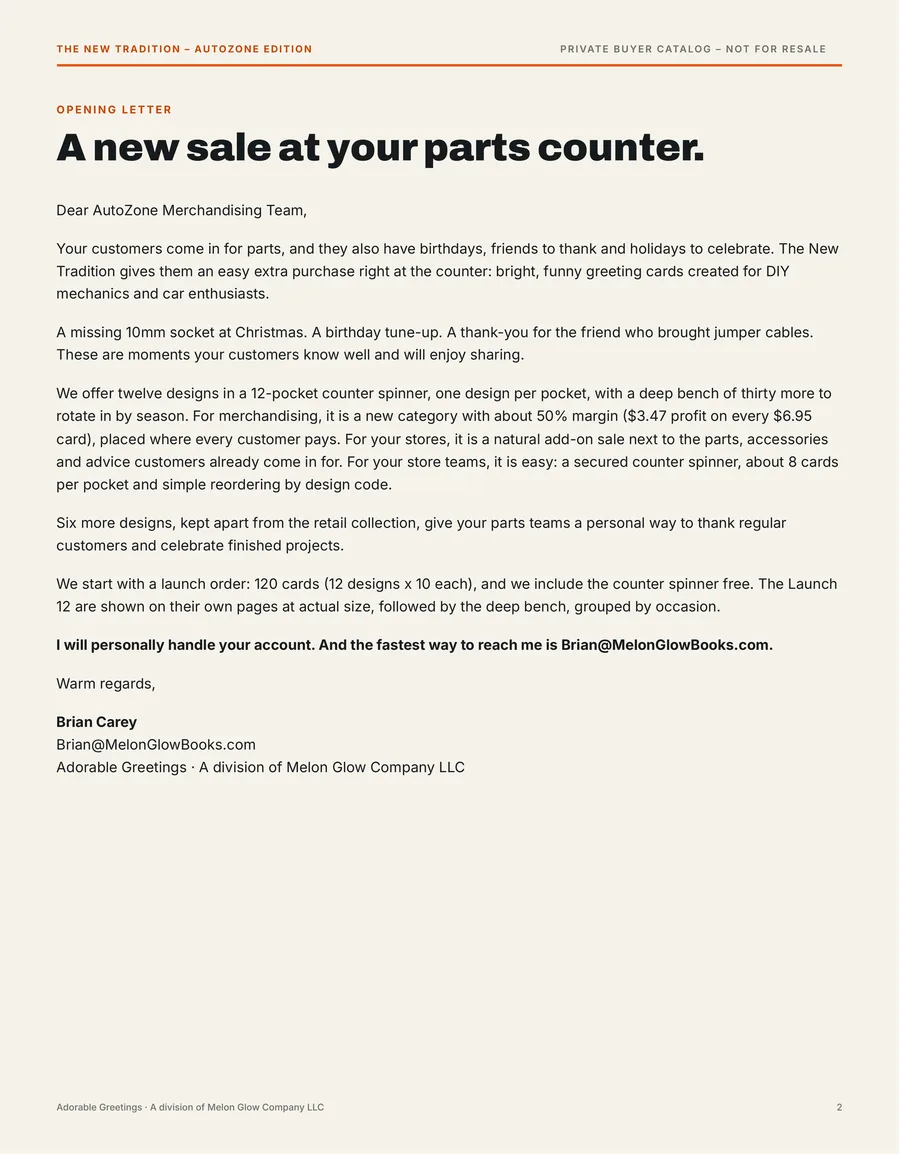 THE NEW TRADITION – AUTOZONE EDITION
PRIVATE BUYER CATALOG – NOT FOR RESALE
OPENING LETTER
A new sale at your parts counter.
Dear AutoZone Merchandising Team,
Your customers come in for parts, and they also have birthdays, friends to thank and holidays to celebrate. The New
Tradition gives them an easy extra purchase right at the counter: bright, funny greeting cards created for DIY
mechanics and car enthusiasts.
A missing 10mm socket at Christmas. A birthday tune-up. A thank-you for the friend who brought jumper cables.
These are moments your customers know well and will enjoy sharing.
We offer twelve designs in a 12-pocket counter spinner, one design per pocket, with a deep bench of thirty more to
rotate in by season. For merchandising, it is a new category with about 50% margin ($3.47 profit on every $6.95
card), placed where every customer pays. For your stores, it is a natural add-on sale next to the parts, accessories
and advice customers already come in for. For your store teams, it is easy: a secured counter spinner, about 8 cards
per pocket and simple reordering by design code.
Six more designs, kept apart from the retail collection, give your parts teams a personal way to thank regular
customers and celebrate finished projects.
We start with a launch order: 120 cards (12 designs x 10 each), and we include the counter spinner free. The Launch
12 are shown on their own pages at actual size, followed by the deep bench, grouped by occasion.
I will personally handle your account. And the fastest way to reach me is Brian@MelonGlowBooks.com.
Warm regards,
Brian Carey
Brian@MelonGlowBooks.com
Adorable Greetings · A division of Melon Glow Company LLC
Adorable Greetings · A division of Melon Glow Company LLC
2